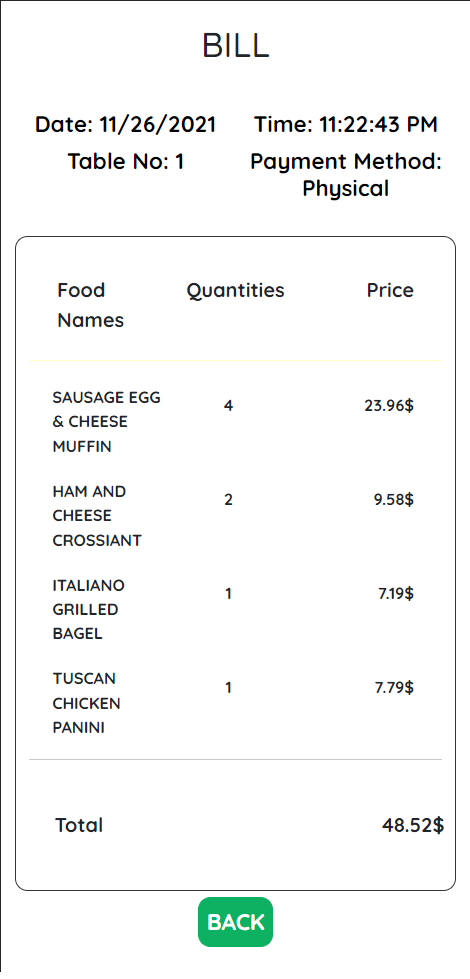 BILL
Date: 11/26/2021 Time: 11:22:43 PM
Table No: 1 Payment Method:
Physical
Food Quantities Price
Names
SAUSAGE EGG 4 23.96$
& CHEESE
MUFFIN
HAM AND 2 9.58$
CHEESE
CROSSIANT
ITALIANO 1 7.19$
GRILLED
BAGEL
TUSCAN 1 7.79$
CHICKEN
PANINI
Total 48.52$
BACK